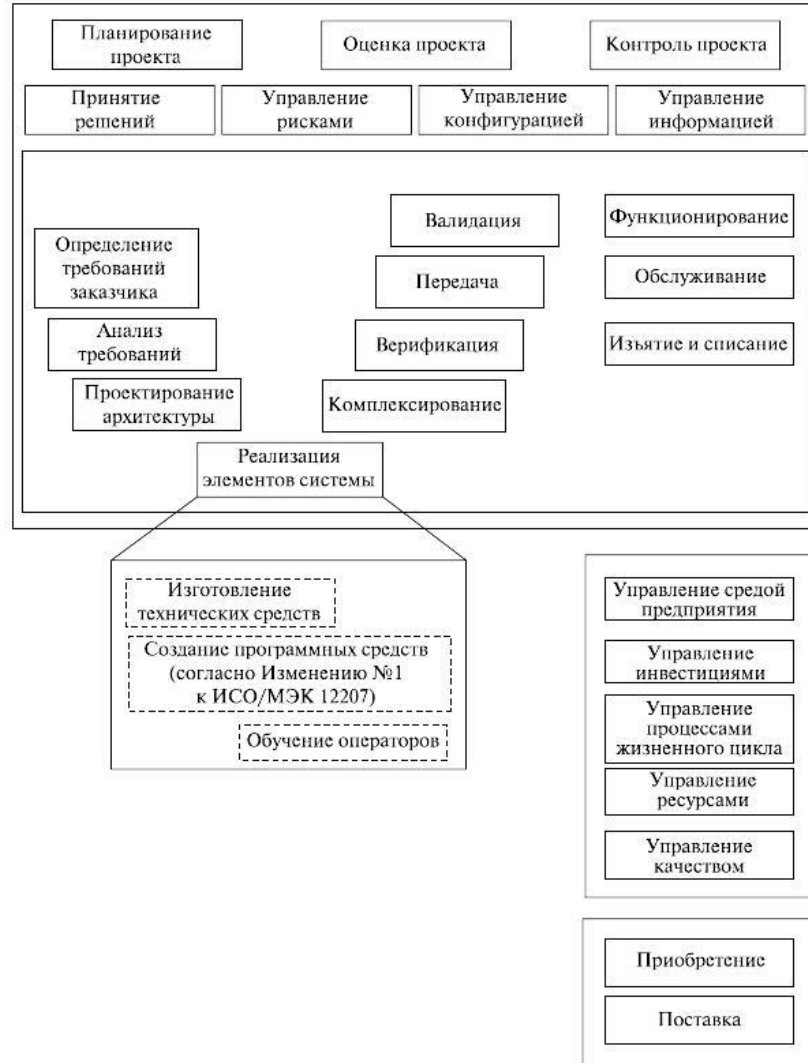 Планирование
проекта
Оценка проекта
Контроль проекта
Принятие
решений
Управление
рисками
Управление
конфигурацией
Управление
информацией
Валидация
Функционирование
Определение
требований
заказчика
Передача
Обслуживание
Анализ
требований
Верификация
Изъятие и списание
Проектирование
архитектуры
Комплексирование
Реализация
элементов системы
Изготовление
технических средств
Создание программных средств
(согласно Изменению №1
к ИСО/МЭК 12207)
Обучение операторов
Управление средой
предприятия
Управление
инвестициями
Управление
процессами
жизненного цикла
Управление
ресурсами
Управление
качеством
Приобретение
Поставка